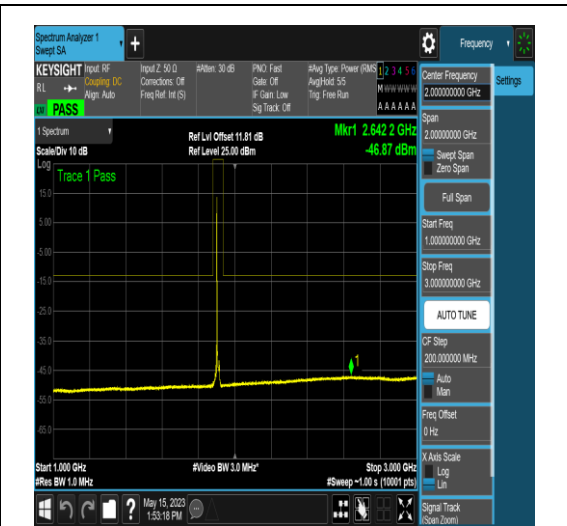 Spectrum Analyzer 1
Swept SA
+
Frequency
KEYSIGHT
RL
PASS
Input: RF
Coupling: DC
Align: Auto
Input Z: 50 Ω
Corrections: Off
Freq Ref: Int (S)
#Atten: 30 dB
PNO: Fast
Gate: Off
IF Gain: Low
Sig Track: Off
#Avg Type: Power (RMS
Avg|Hold: 5/5
Trig: Free Run
1 2 3 4 5 6
M W W W W W
A A A A A A
Center Frequency
2.000000000 GHz
Settings
Span
2.00000000 GHz
Swept Span
Zero Span
Full Span
Start Freq
1.000000000 GHz
Stop Freq
3.000000000 GHz
AUTO TUNE
CF Step
200.000000 MHz
Auto
Man
Freq Offset
0 Hz
X Axis Scale
Log
Lin
Signal Track
(Span Zoom)
1 Spectrum
Scale/Div 10 dB
Log
Ref Lvl Offset 11.81 dB
Ref Level 25.00 dBm
Mkr1 2.642 2 GHz
-46.87 dBm
Trace 1 Pass
15.0
5.00
-5.00
-15.0
-25.0
-35.0
-45.0
-55.0
-65.0
1
Start 1.000 GHz
#Res BW 1.0 MHz
#Video BW 3.0 MHz*
Stop 3.000 GHz
#Sweep ~1.00 s (10001 pts)
?
May 15, 2023
1:53:18 PM